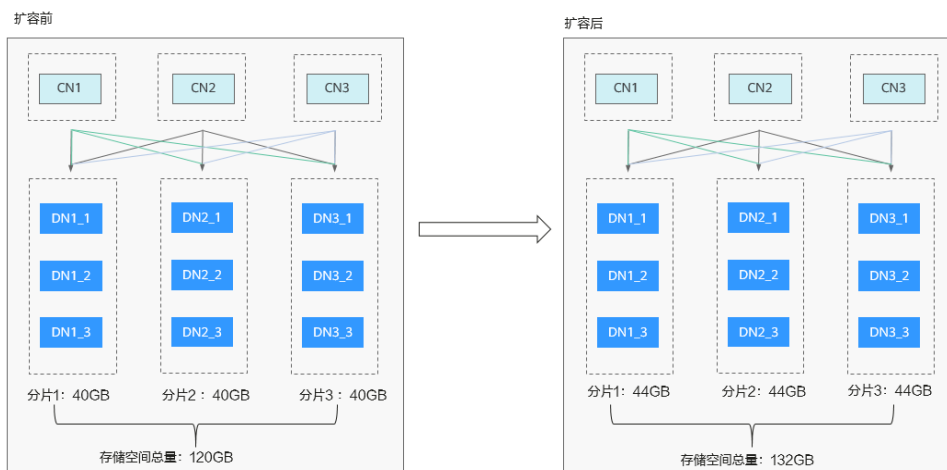 扩容前
CN1 CN2 CN3
DN1_1 DN2_1 DN3_1
DN1_2 DN2_2 DN3_2
DN1_3 DN2_3 DN3_3
分片1：40GB 分片2： 40GB 分片3 ：40GB
存储空间总量：120GB
扩容后
CN1 CN2 CN3
DN1_1 DN2_1 DN3_1
DN1_2 DN2_2 DN3_2
DN1_3 DN2_3 DN3_3
分片1：44GB 分片2：44GB 分片3：44GB
存储空间总量：132GB